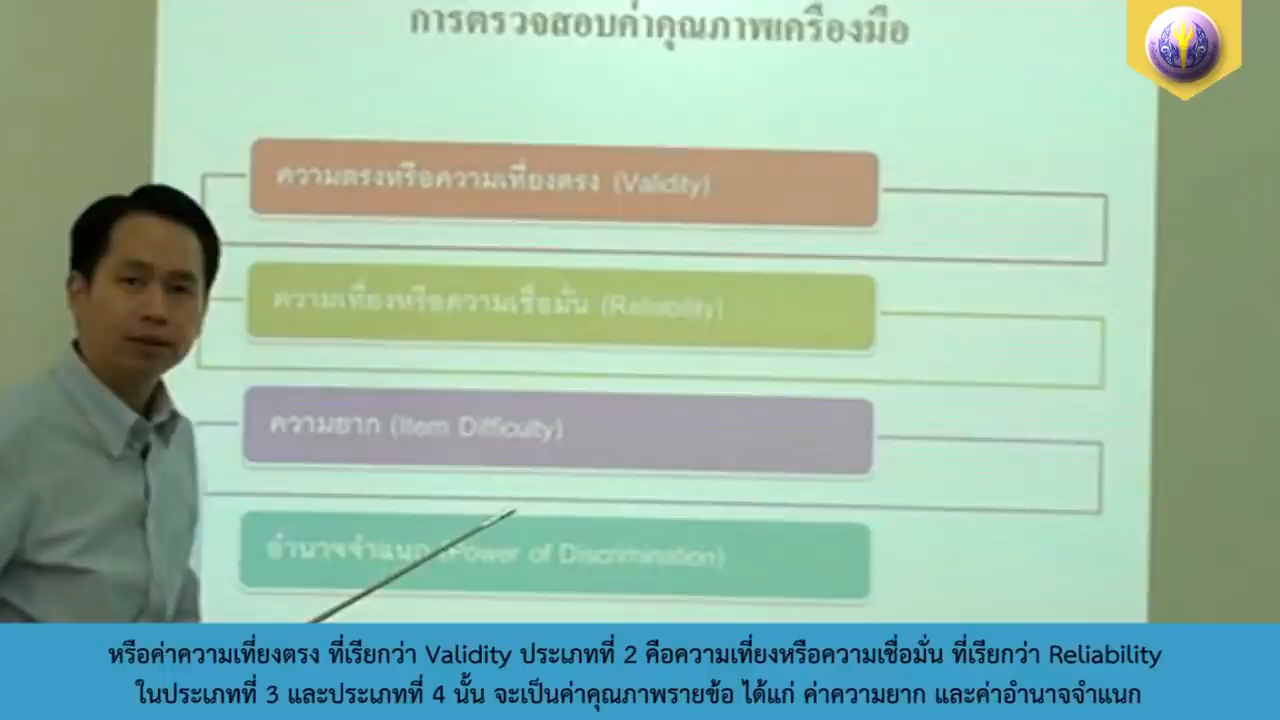 การตรวจสอบค่าคุณภาพเครื่องมือ
ความตรงหรือความเที่ยงตรง (Validity)
ความเที่ยงหรือความเชื่อมั่น (Reliability)
ความยาก (Item Difficulty)
อำนาจจำแนก (Power of Discrimination)
หรือค่าความเที่ยงตรง ที่เรียกว่า Validity ประเภทที่ 2 คือความเที่ยงหรือความเชื่อมั่น ที่เรียกว่า Reliability
ในประเภทที่ 3 และประเภทที่ 4 นั้น จะเป็นค่าคุณภาพรายข้อ ได้แก่ ค่าความยาก และค่าอำนาจจำแนก